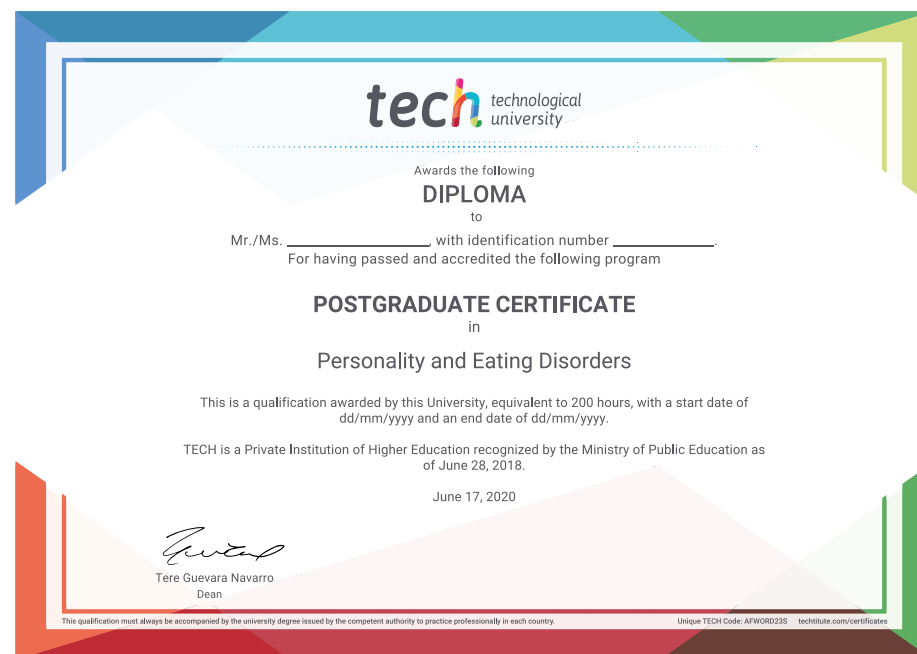 tech technological
university
Awards the following
DIPLOMA
to
Mr./Ms. ____________________, with identification number ______________.
For having passed and accredited the following program
POSTGRADUATE CERTIFICATE
in
Personality and Eating Disorders
This is a qualification awarded by this University, equivalent to 200 hours, with a start date of
dd/mm/yyyy and an end date of dd/mm/yyyy.
TECH is a Private Institution of Higher Education recognized by the Ministry of Public Education as
of June 28, 2018.
June 17, 2020
Tere Guevara Navarro
Dean
This qualification must always be accompanied by the university degree issued by the competent authority to practice professionally in each country.
Unique TECH Code: AFWORD23S techtitute.com/certificates